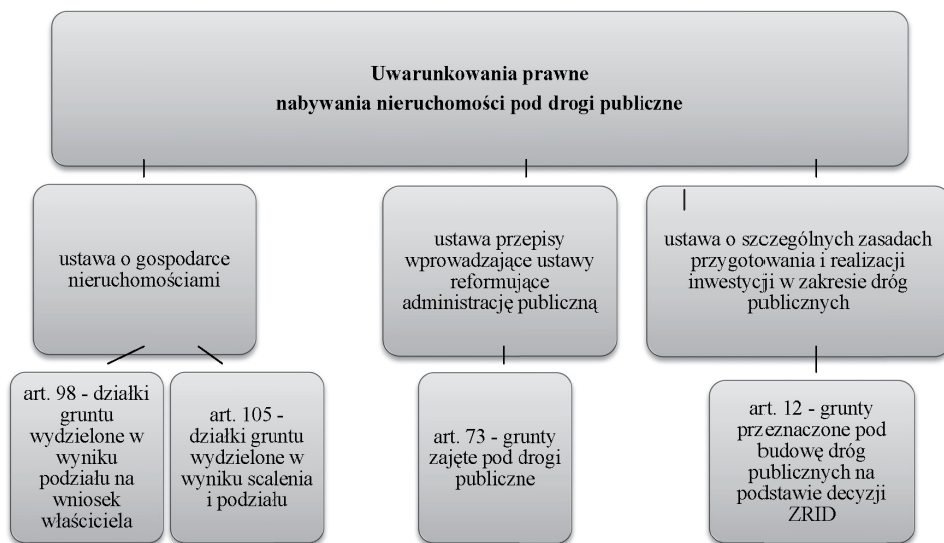 Uwarunkowania prawne
nabywania nieruchomości pod drogi publiczne
ustawa o gospodarce
nieruchomościami
ustawa przepisy
wprowadzające ustawy
reformujące
administrację publiczną
ustawa o szczególnych zasadach
przygotowania i realizacji
inwestycji w zakresie dróg
publicznych
art. 98 - działki
gruntu
wydzielone w
wyniku
podziału na
wniosek
właściciela
art. 105 -
działki gruntu
wydzielone w
wyniku scalenia
i podziału
art. 73 - grunty
zajęte pod drogi
publiczne
art. 12 - grunty
przeznaczone pod
budowę dróg
publicznych na
podstawie decyzji
ZRID